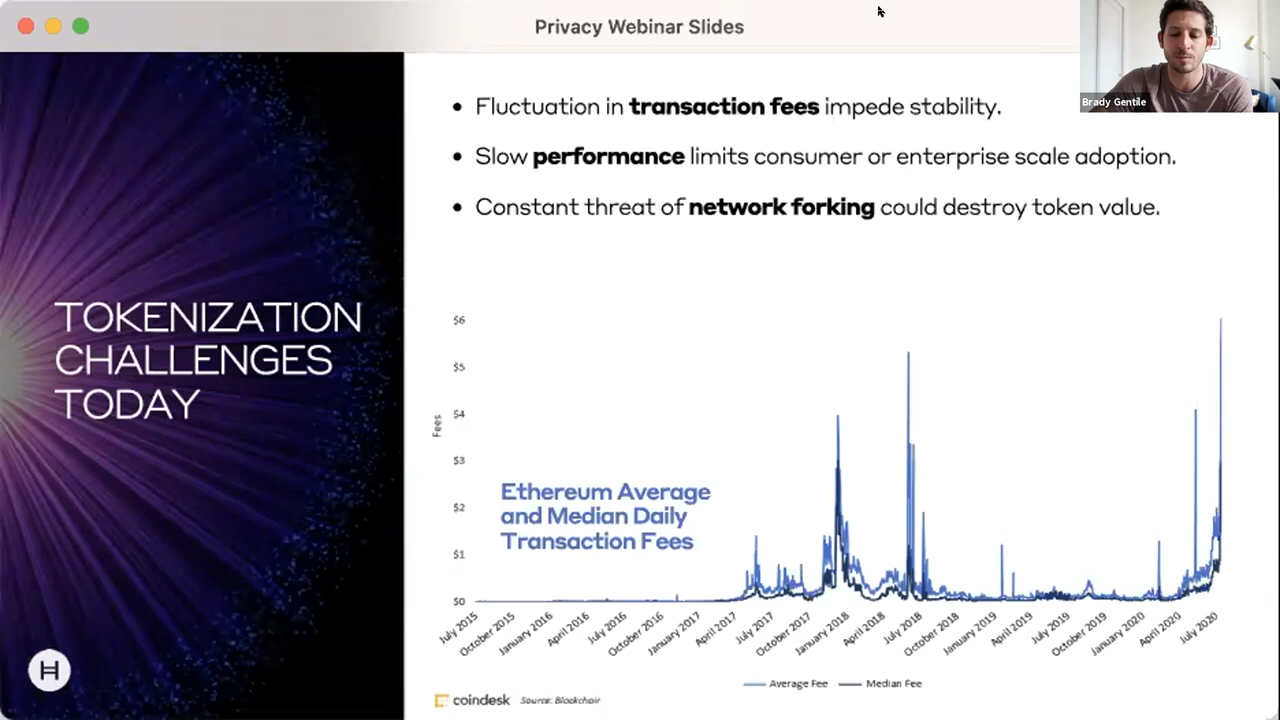 Privacy Webinar Slides
Brady Gentile
• Fluctuation in transaction fees impede stability.
• Slow performance limits consumer or enterprise scale adoption.
• Constant threat of network forking could destroy token value.
TOKENIZATION
CHALLENGES
TODAY
$6
$5
$4
$3
$2
$1
$0
Fees
Ethereum Average
and Median Daily
Transaction Fees
July 2015
October 2015
January 2016
April 2016
July 2016
October 2016
January 2017
April 2017
July 2017
October 2017
January 2018
April 2018
July 2018
October 2018
January 2019
April 2019
July 2019
October 2019
January 2020
April 2020
July 2020
Average Fee
Median Fee
H
coindesk Source: Blockchair